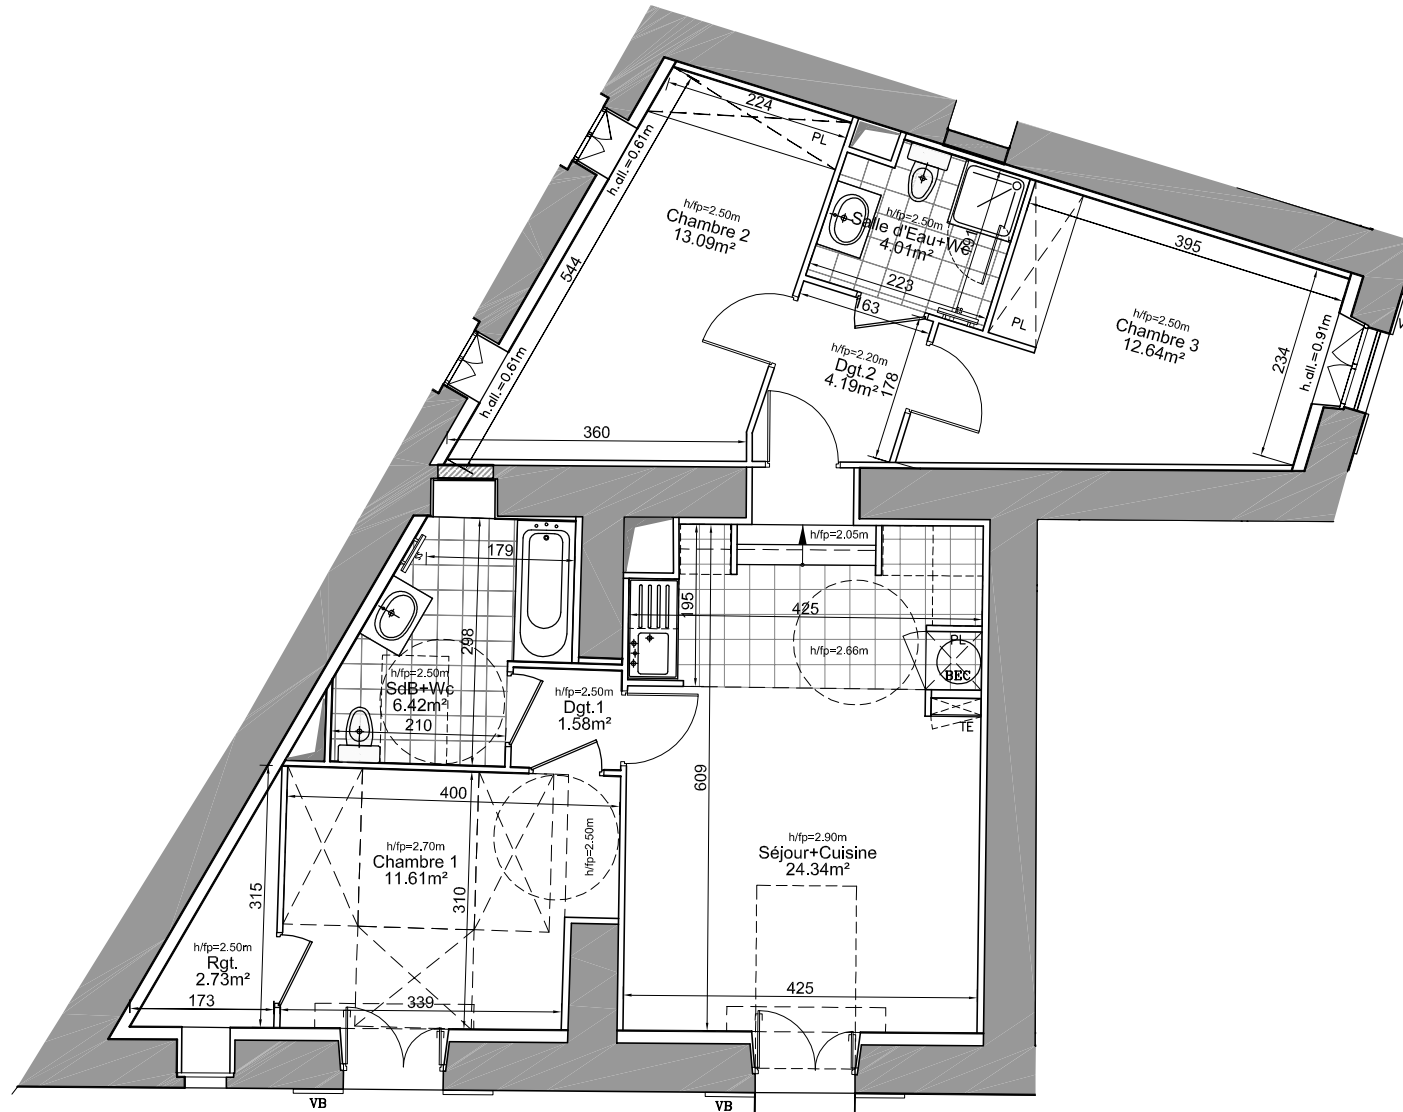 224
PL
h.all.=0.61m
h/fp=2.50m
Chambre 2
13.09m²
544
h.all.=0.61m
360
h/fp=2.50m
Salle d'Eau+Wc
4.01m²
223
163
h/fp=2.20m
Dgt.2
4.19m²
178
PL
395
h/fp=2.50m
Chambre 3
12.64m²
234
h.all.=0.91m
179
298
h/fp=2.50m
SdB+Wc
6.42m²
210
h/fp=2.50m
Dgt.1
1.58m²
h/fp=2.05m
195
425
h/fp=2.66m
PL
BEC
TE
609
400
h/fp=2.70m
Chambre 1
11.61m²
h/fp=2.50m
310
315
h/fp=2.50m
Rgt.
2.73m²
173
339
h/fp=2.90m
Séjour+Cuisine
24.34m²
425
VB
VB